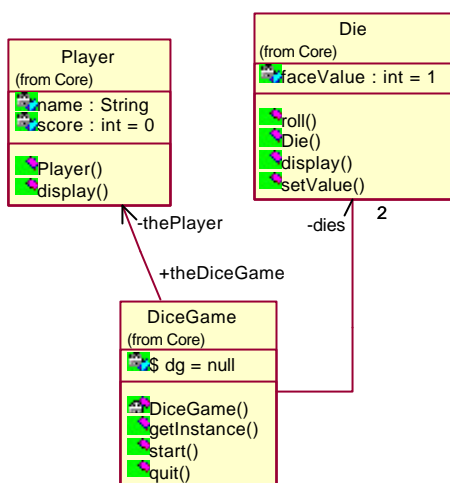 Player
(from Core)
name : String
score : int = 0
Player()
display()
Die
(from Core)
faceValue : int = 1
roll()
Die()
display()
setValue()
-thePlayer
-dies
2
+theDiceGame
DiceGame
(from Core)
$ dg = null
DiceGame()
getInstance()
start()
quit()